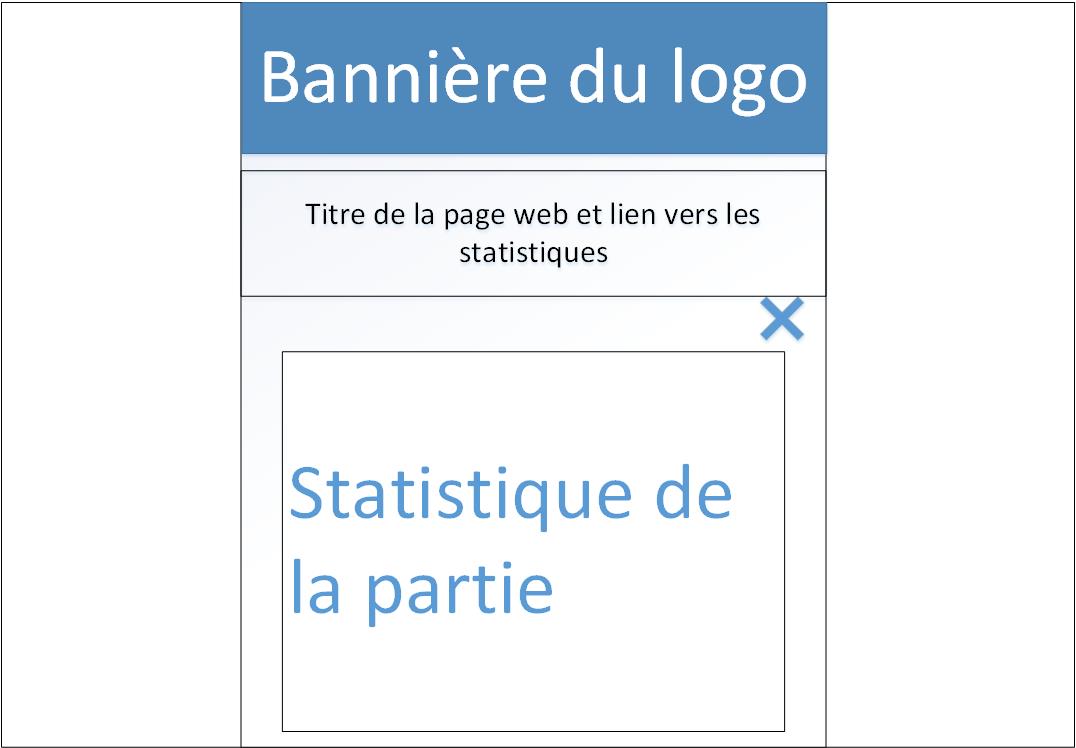 Bannière du logo
Titre de la page web et lien vers les
statistiques
Statistique de
la partie